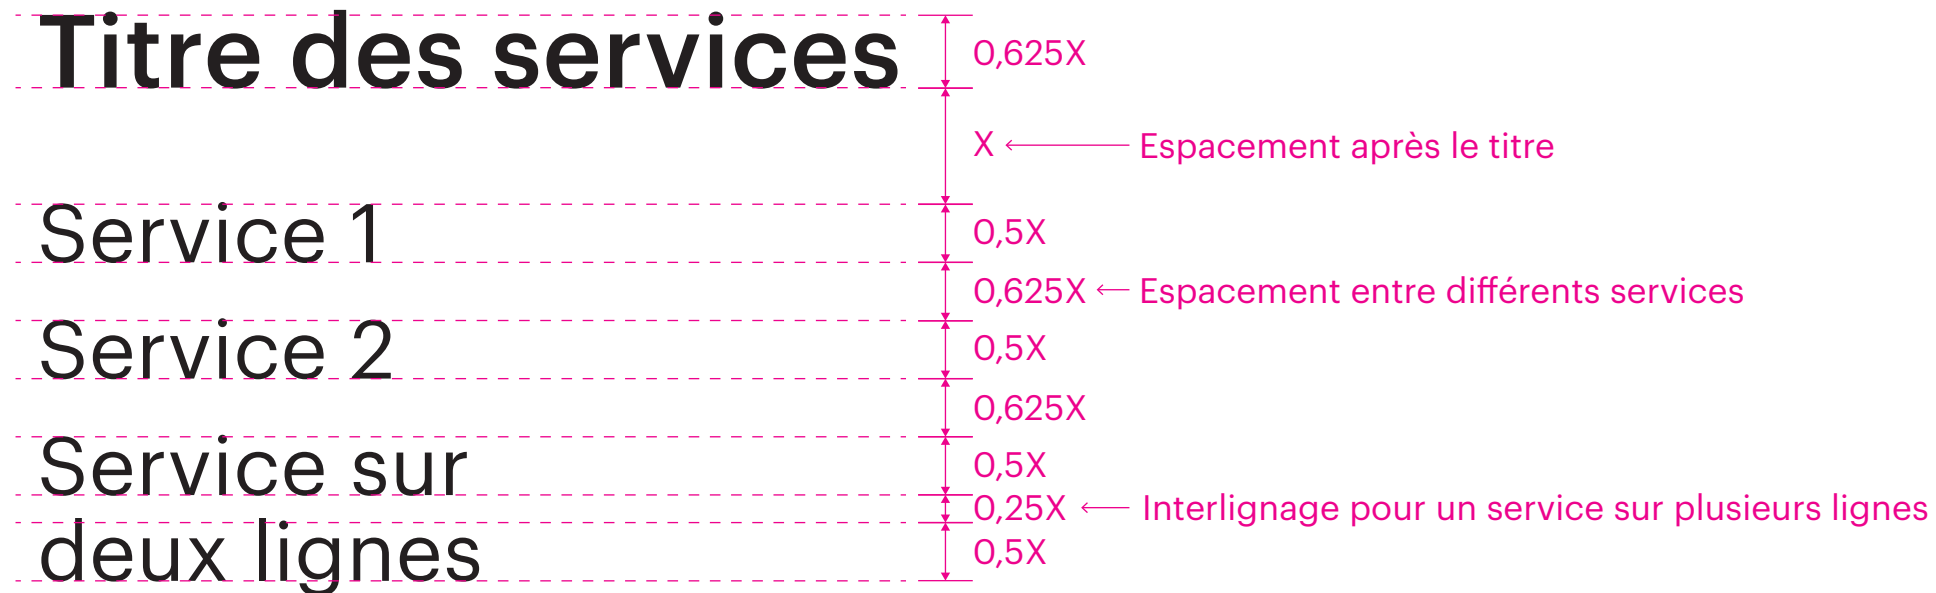 Titre des services 0,625X
X Espacement après le titre
Service 1 0,5X
0,625X Espacement entre différents services
Service 2 0,5X
0,625X
Service sur 0,5X
0,25X Interlignage pour un service sur plusieurs lignes
deux lignes 0,5X